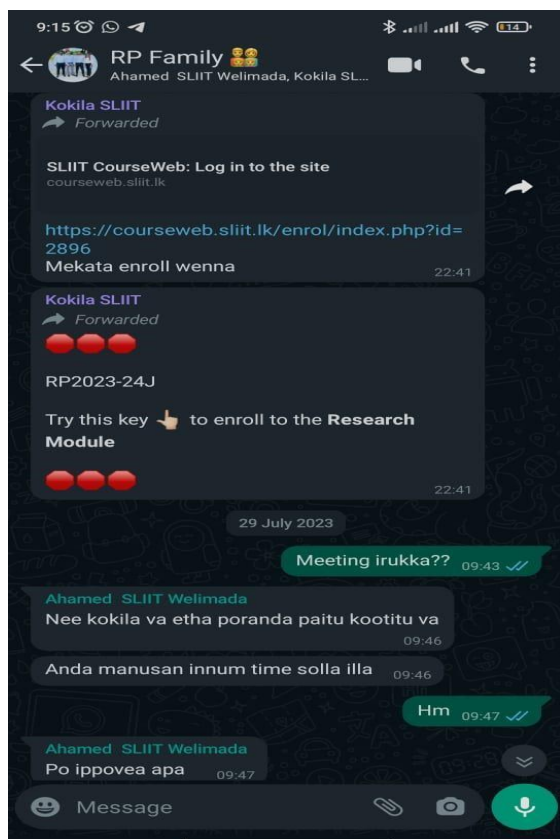 9:15
14
RP Family
Ahamed SLIIT Welimada, Kokila SL...
Kokila SLIIT
Forwarded
SLIIT CourseWeb: Log in to the site
courseweb.sliit.lk
https://courseweb.sliit.lk/enrol/index.php?id=
2896
Mekata enroll wenna
22:41
Kokila SLIIT
Forwarded
RP2023-24J
Try this key 👆 to enroll to the Research
Module
22:41
29 July 2023
Meeting irukka?? 09:43
Ahamed SLIIT Welimada
Nee kokila va etha poranda paitu kootitu va
09:46
Anda manusan innum time solla illa 09:46
Hm 09:47
Ahamed SLIIT Welimada
Po ippovea apa 09:47
Message